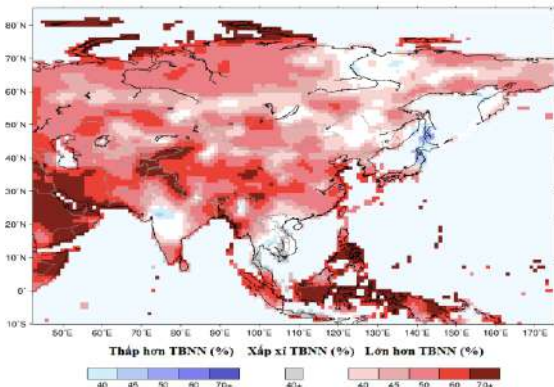 80˚N
70˚N
60˚N
50˚N
40˚N
30˚N
20˚N
10˚N
0˚
10˚S
50˚E 60˚E 70˚E 80˚E 90˚E 100˚E 110˚E 120˚E 130˚E 140˚E 150˚E 160˚E 170˚E
Thấp hơn TBNN (%) Xấp xỉ TBNN (%) Lớn hơn TBNN (%)
40 45 50 60 70+ 40+ 40 45 50 60 70+